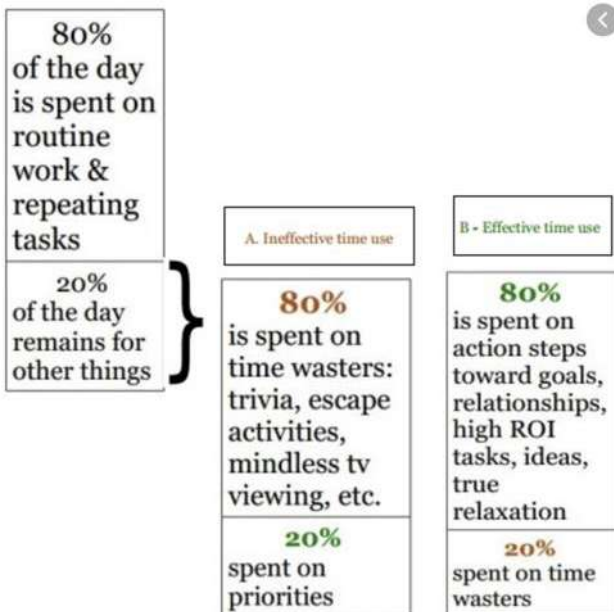 80%
of the day
is spent on
routine
work &
repeating
tasks
20%
of the day
remains for
other things
A. Ineffective time use
80%
is spent on
time wasters:
trivia, escape
activities,
mindless tv
viewing, etc.
20%
spent on
priorities
B - Effective time use
80%
is spent on
action steps
toward goals,
relationships,
high ROI
tasks, ideas,
true
relaxation
20%
spent on time
wasters